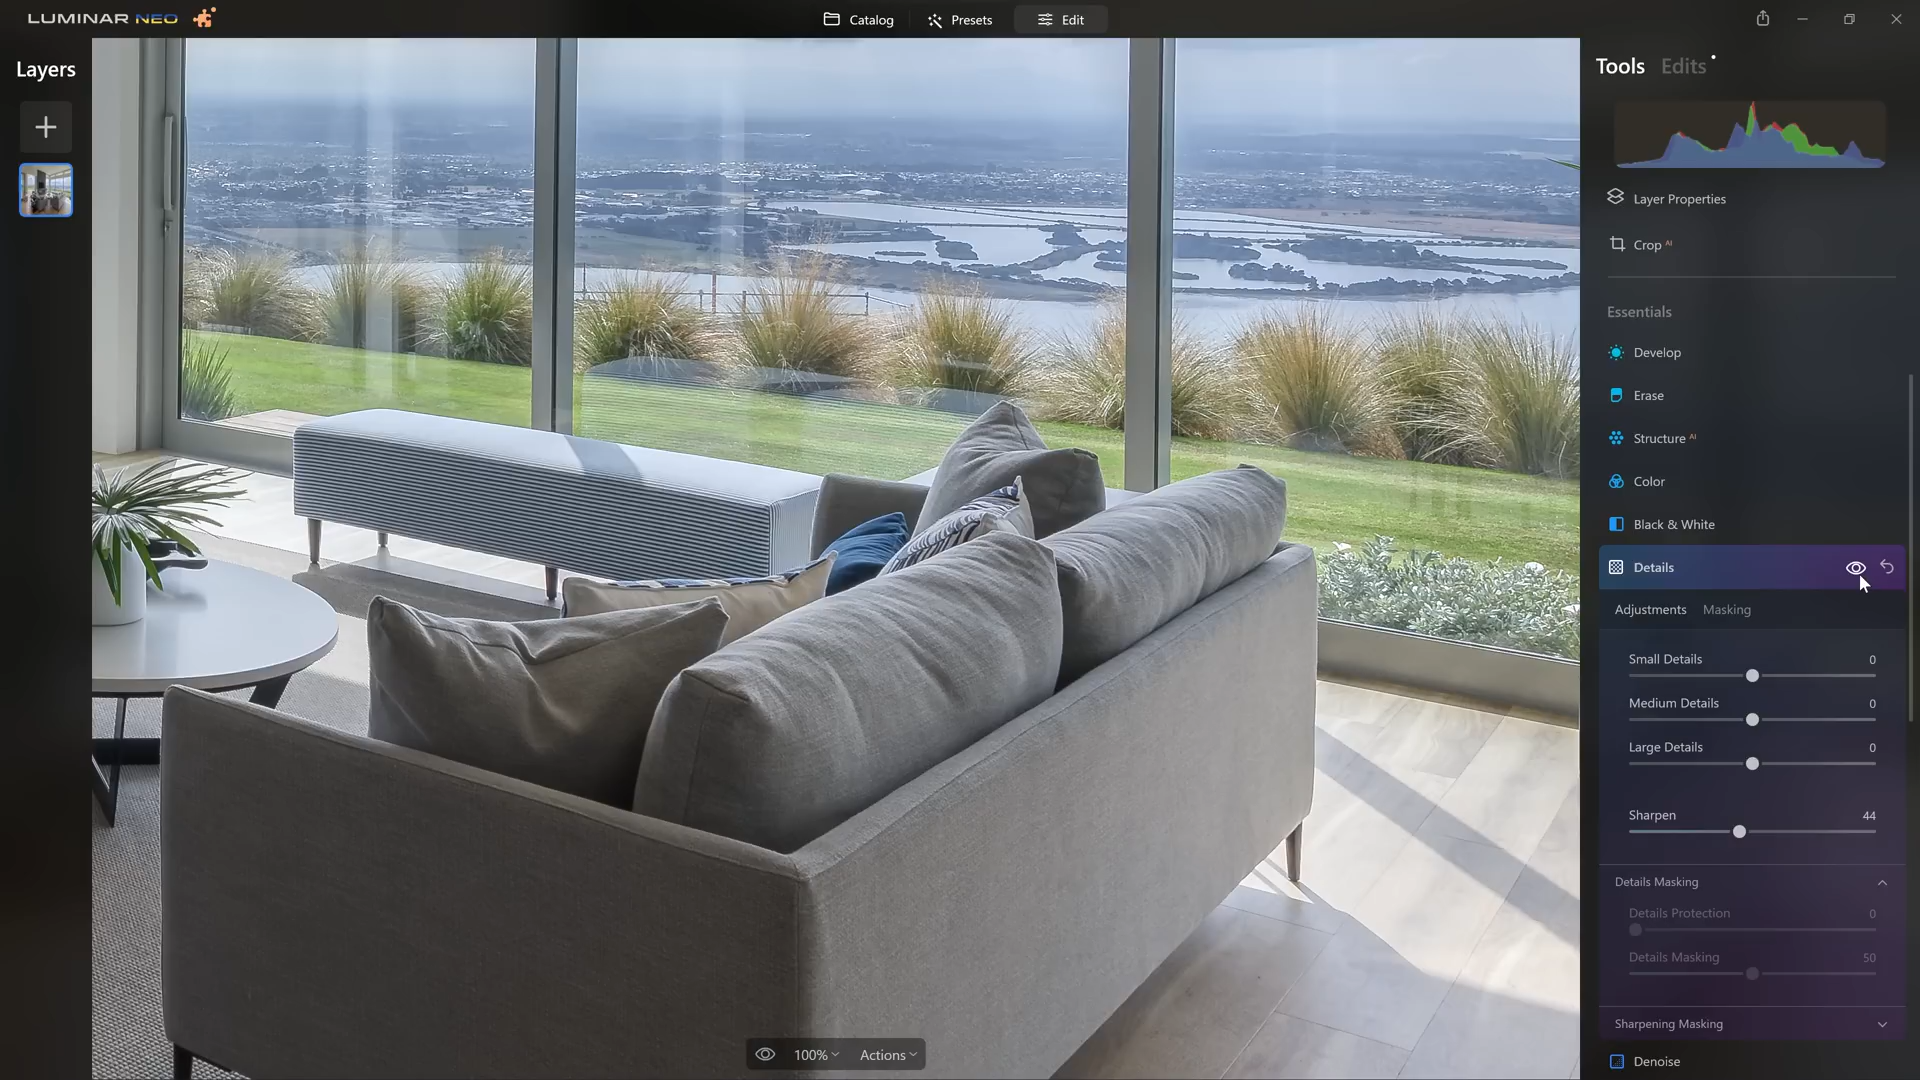 LUMINAR NEO
Catalog
Presets
Edit
Layers
Tools Edits
Layer Properties
Crop AI
Essentials
Develop
Erase
Structure AI
Color
Black & White
Details
Adjustments Masking
Small Details 0
Medium Details 0
Large Details 0
Sharpen 44
Details Masking
Details Protection 0
Details Masking 50
Sharpening Masking
Denoise
100% Actions